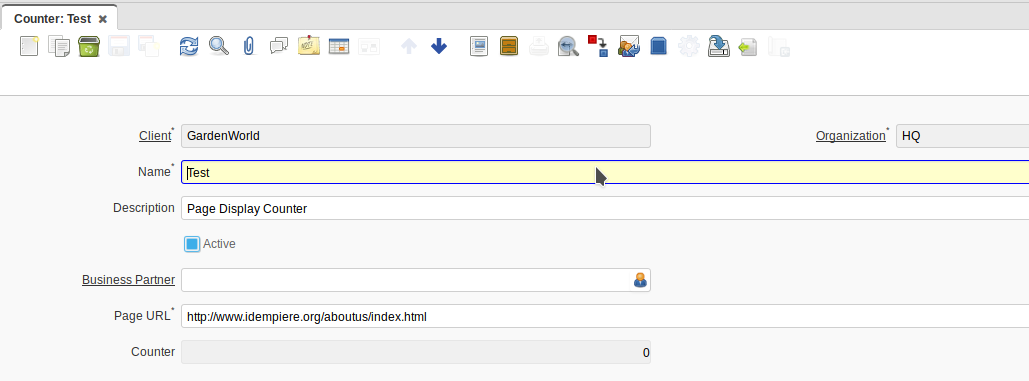 Counter: Test
Client* GardenWorld Organization* HQ
Name* Test
Description Page Display Counter
Active
Business Partner
Page URL* http://www.idempiere.org/aboutus/index.html
Counter 0